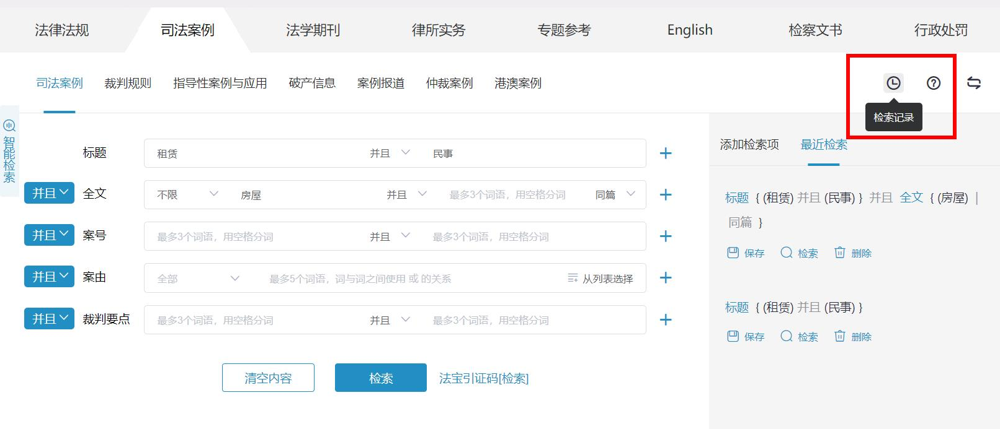 法律法规 司法案例 法学期刊 律所实务 专题参考 English 检察文书 行政处罚
司法案例 裁判规则 指导性案例与应用 破产信息 案例报道 仲裁案例 港澳案例
检索记录
智能检索
标题 租赁 并且 民事
并且 全文 不限 房屋 并且 最多3个词语，用空格分词 同篇
并且 案号 最多3个词语，用空格分词 并且 最多3个词语，用空格分词
并且 案由 全部 最多5个词语，词与词之间使用 或 的关系 从列表选择
并且 裁判要点 最多3个词语，用空格分词 并且 最多3个词语，用空格分词
清空内容 检索 法宝引证码[检索]
添加检索项 最近检索
标题 { (租赁) 并且 (民事) } 并且 全文 { (房屋) |
同篇 }
保存 检索 删除
标题 { (租赁) 并且 (民事) }
保存 检索 删除